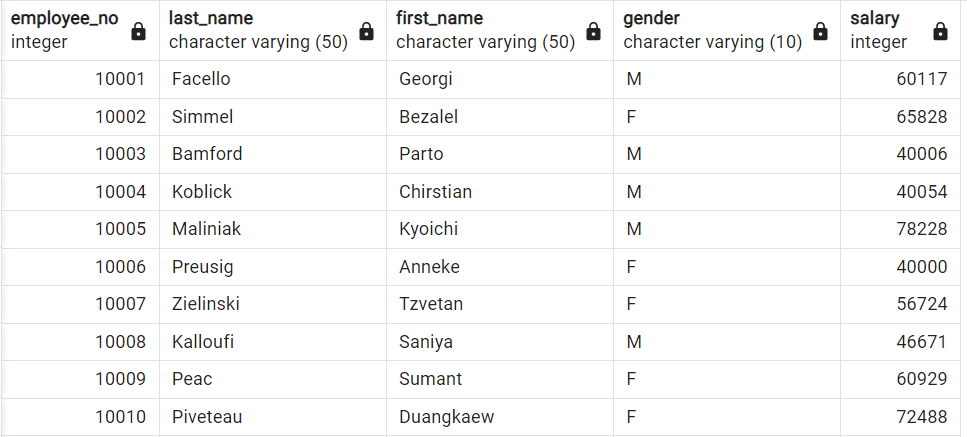 employee_no last_name first_name gender salary
integer character varying (50) character varying (50) character varying (10) integer
10001 Facello Georgi M 60117
10002 Simmel Bezalel F 65828
10003 Bamford Parto M 40006
10004 Koblick Chirstian M 40054
10005 Maliniak Kyoichi M 78228
10006 Preusig Anneke F 40000
10007 Zielinski Tzvetan F 56724
10008 Kalloufi Saniya M 46671
10009 Peac Sumant F 60929
10010 Piveteau Duangkaew F 72488